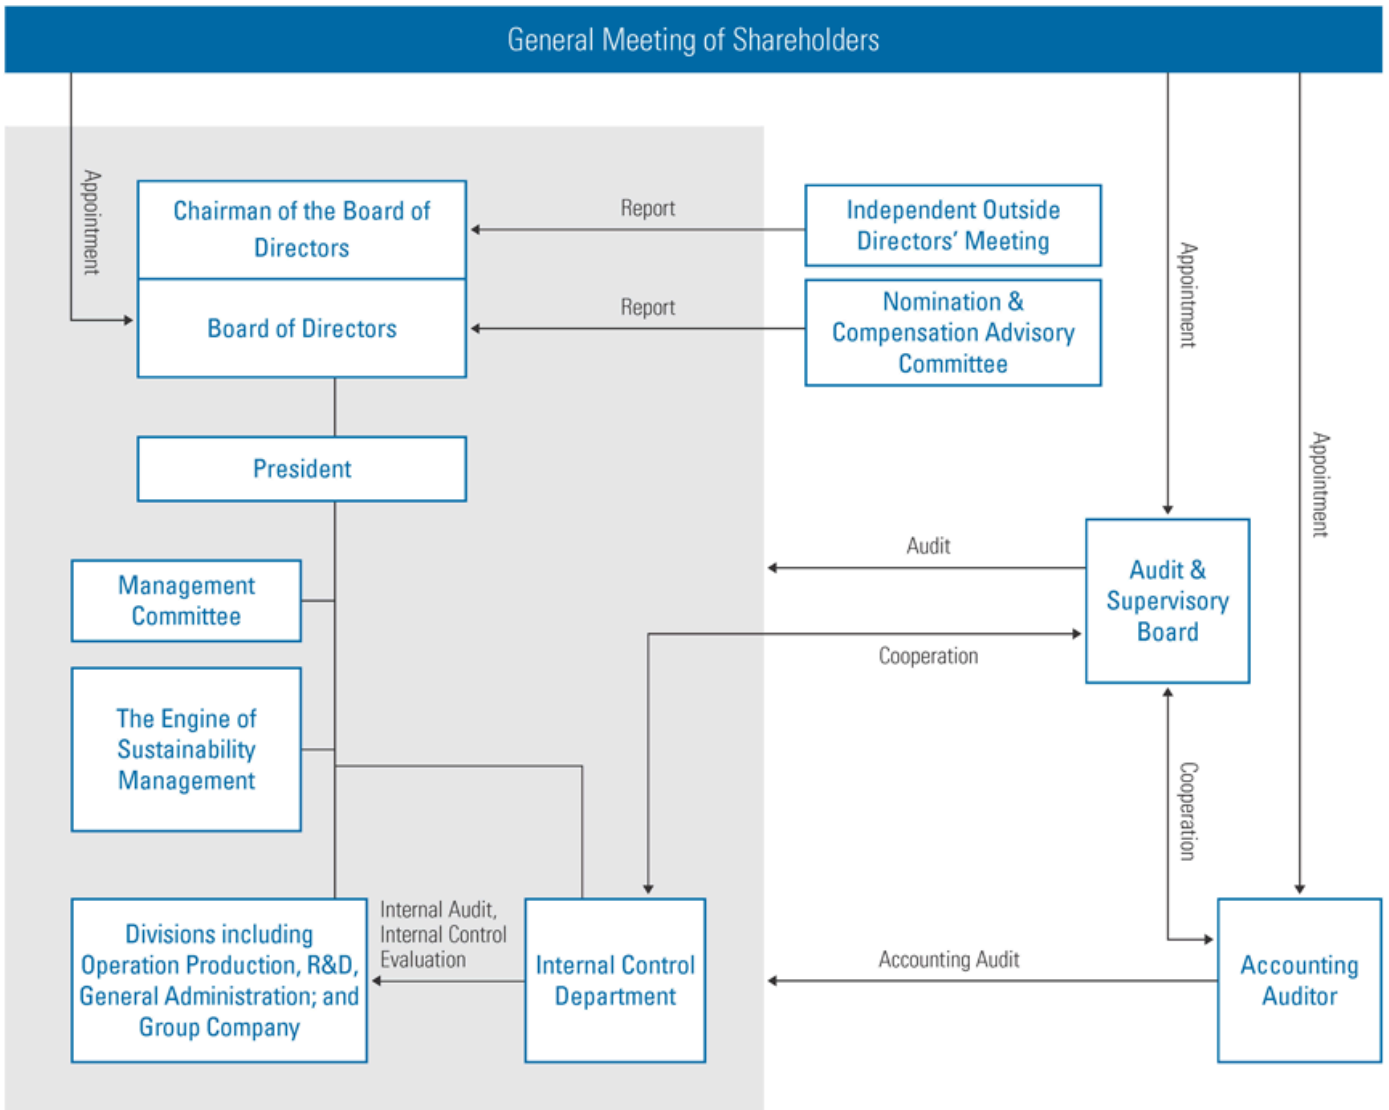 General Meeting of Shareholders
Appointment
Chairman of the Board of
Directors
Board of Directors
Report
Report
Independent Outside
Directors’ Meeting
Nomination &
Compensation Advisory
Committee
Appointment
Appointment
President
Management
Committee
The Engine of
Sustainability
Management
Audit
Cooperation
Audit &
Supervisory
Board
Cooperation
Divisions including
Operation Production, R&D,
General Administration; and
Group Company
Internal Audit,
Internal Control
Evaluation
Internal Control
Department
Accounting Audit
Accounting
Auditor